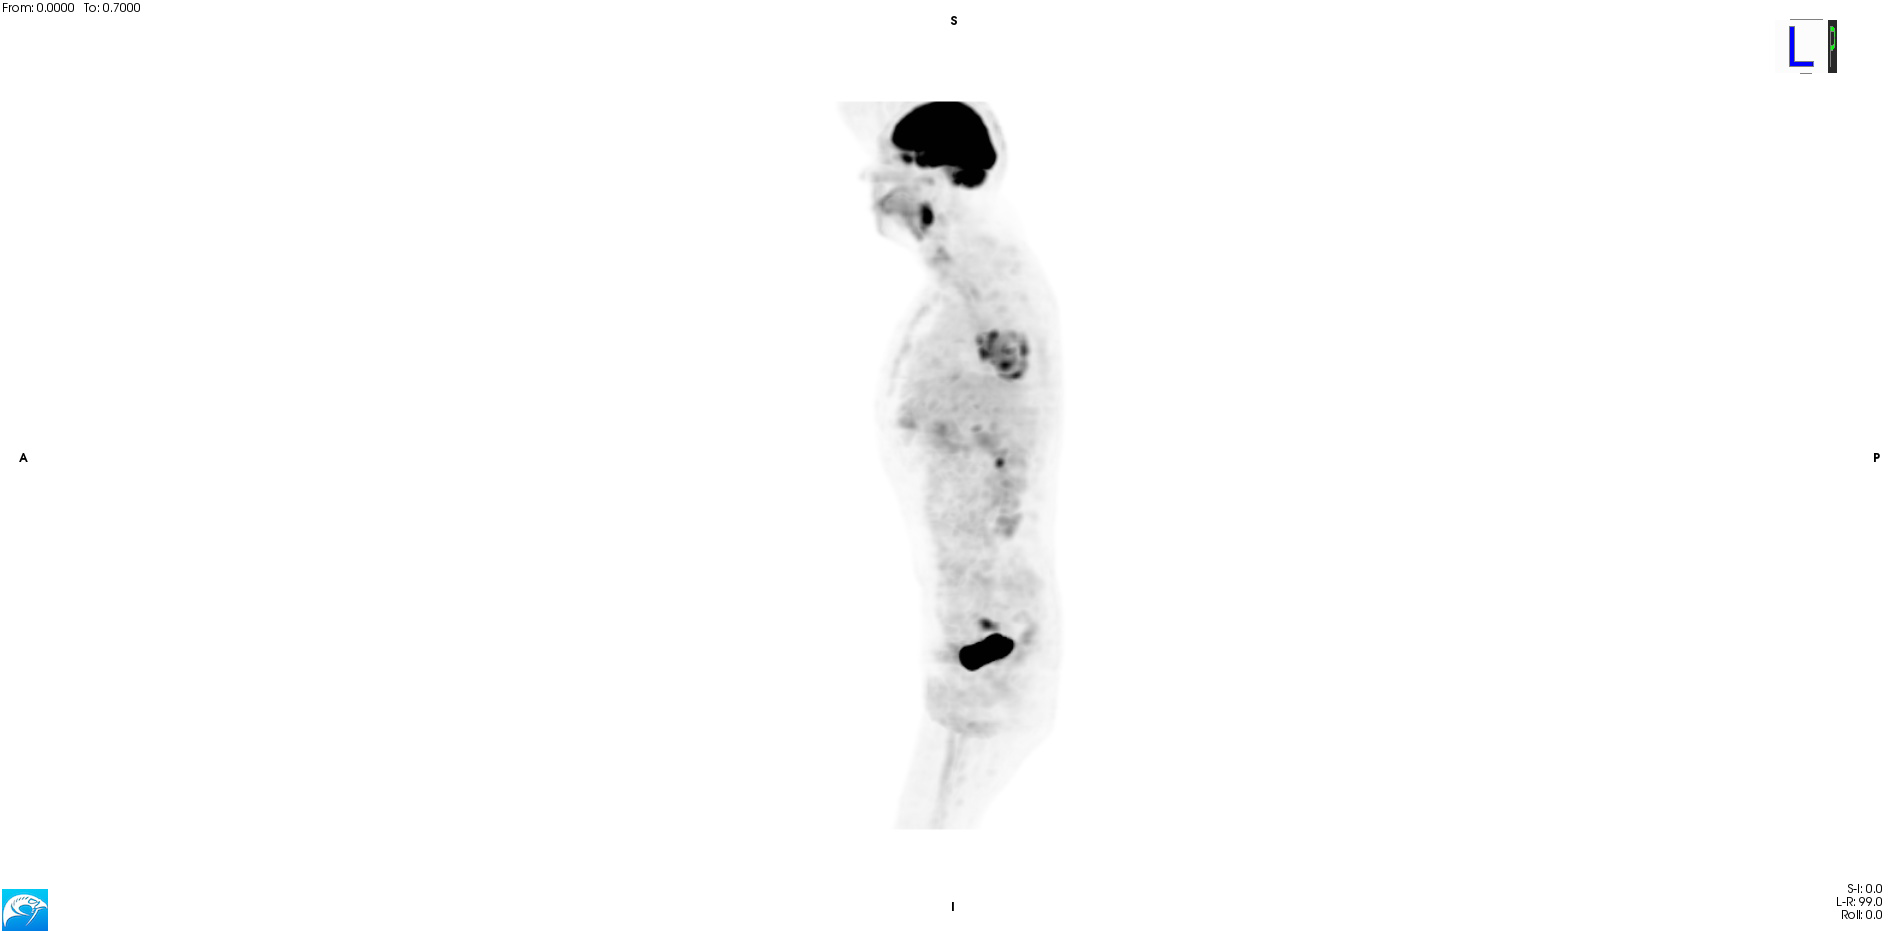 From: 0.0000 To: 0.7000
S
L P
A
P
I
S-I: 0.0
L-R: 99.0
Roll: 0.0